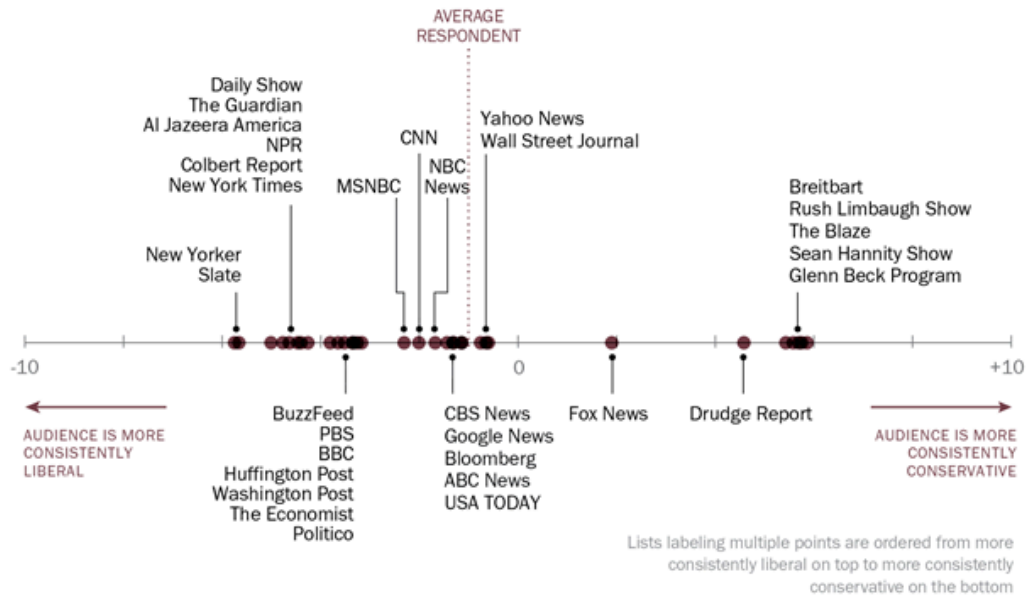 AVERAGE
RESPONDENT
Daily Show
The Guardian
Al Jazeera America
NPR
Colbert Report
New York Times
CNN
Yahoo News
Wall Street Journal
MSNBC
NBC
News
Breitbart
Rush Limbaugh Show
The Blaze
Sean Hannity Show
Glenn Beck Program
New Yorker
Slate
-10
0
+10
AUDIENCE IS MORE
CONSISTENTLY
LIBERAL
BuzzFeed
PBS
BBC
Huffington Post
Washington Post
The Economist
Politico
CBS News
Google News
Bloomberg
ABC News
USA TODAY
Fox News
Drudge Report
AUDIENCE IS MORE
CONSISTENTLY
CONSERVATIVE
Lists labeling multiple points are ordered from more
consistently liberal on top to more consistently
conservative on the bottom